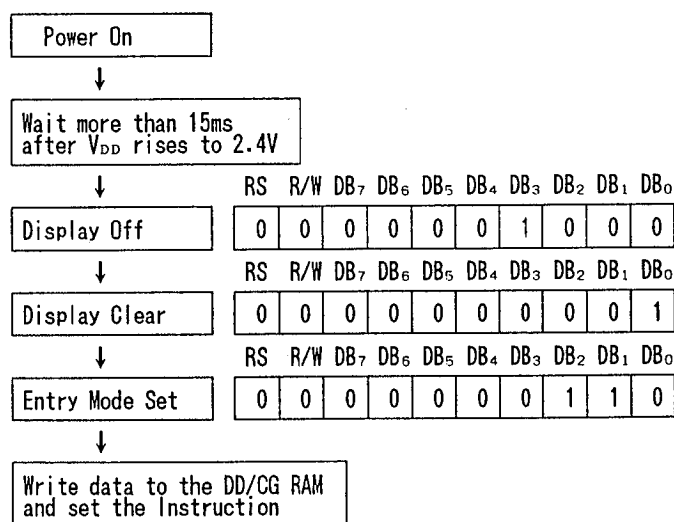 Power On
↓
Wait more than 15ms
after V_DD rises to 2.4V
↓
RS R/W DB₇ DB₆ DB₅ DB₄ DB₃ DB₂ DB₁ DB₀
Display Off 0 0 0 0 0 0 1 0 0 0
↓
RS R/W DB₇ DB₆ DB₅ DB₄ DB₃ DB₂ DB₁ DB₀
Display Clear 0 0 0 0 0 0 0 0 0 1
↓
RS R/W DB₇ DB₆ DB₅ DB₄ DB₃ DB₂ DB₁ DB₀
Entry Mode Set 0 0 0 0 0 0 0 1 1 0
↓
Write data to the DD/CG RAM
and set the Instruction